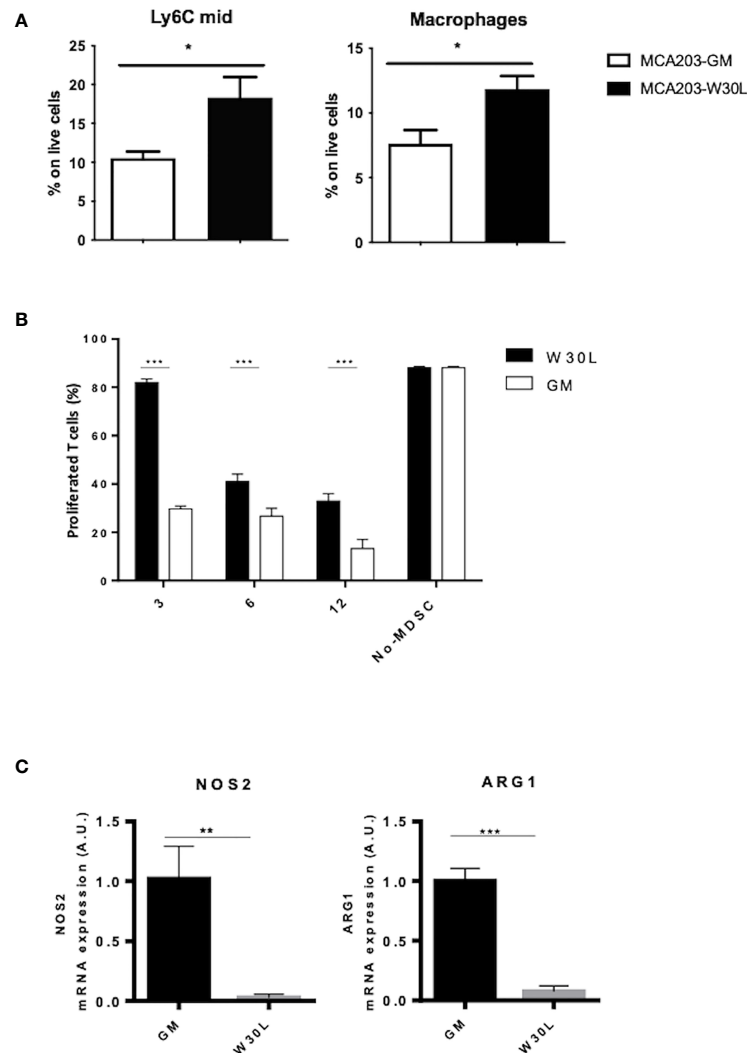 A
Ly6C mid
*
% on live cells
25
20
15
10
5
0
Macrophages
*
% on live cells
15
10
5
0
MCA203-GM
MCA203-W30L
B
Proliferated T cells (%)
100
80
60
40
20
0
***
***
***
3
6
12
No-MDSC
W30L
GM
C
NOS2
NOS2
mRNA expression (A.U.)
1.5
1.0
0.5
0.0
**
GM
W30L
ARG1
ARG1
mRNA expression (A.U.)
1.5
1.0
0.5
0.0
***
GM
W30L